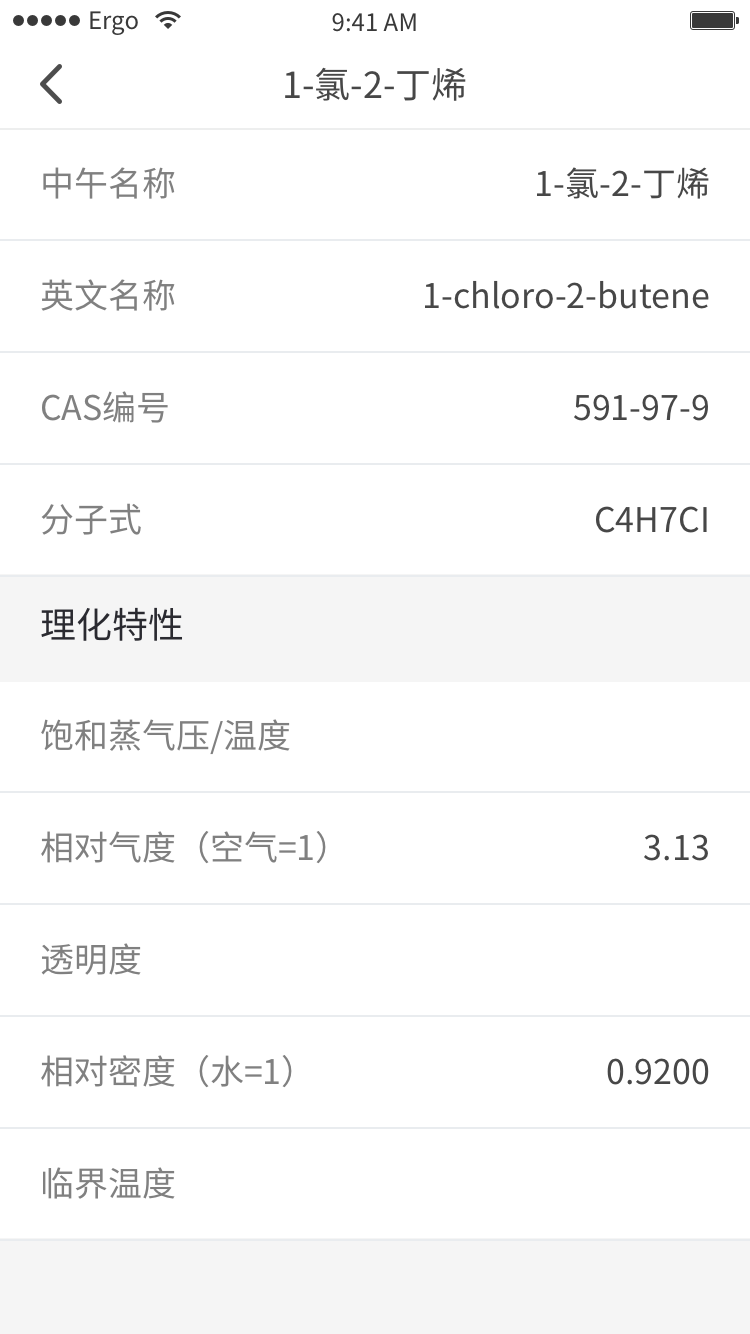 Ergo 9:41 AM
1-氯-2-丁烯
中午名称 1-氯-2-丁烯
英文名称 1-chloro-2-butene
CAS编号 591-97-9
分子式 C4H7CI
理化特性
饱和蒸气压/温度
相对气度（空气=1） 3.13
透明度
相对密度（水=1） 0.9200
临界温度